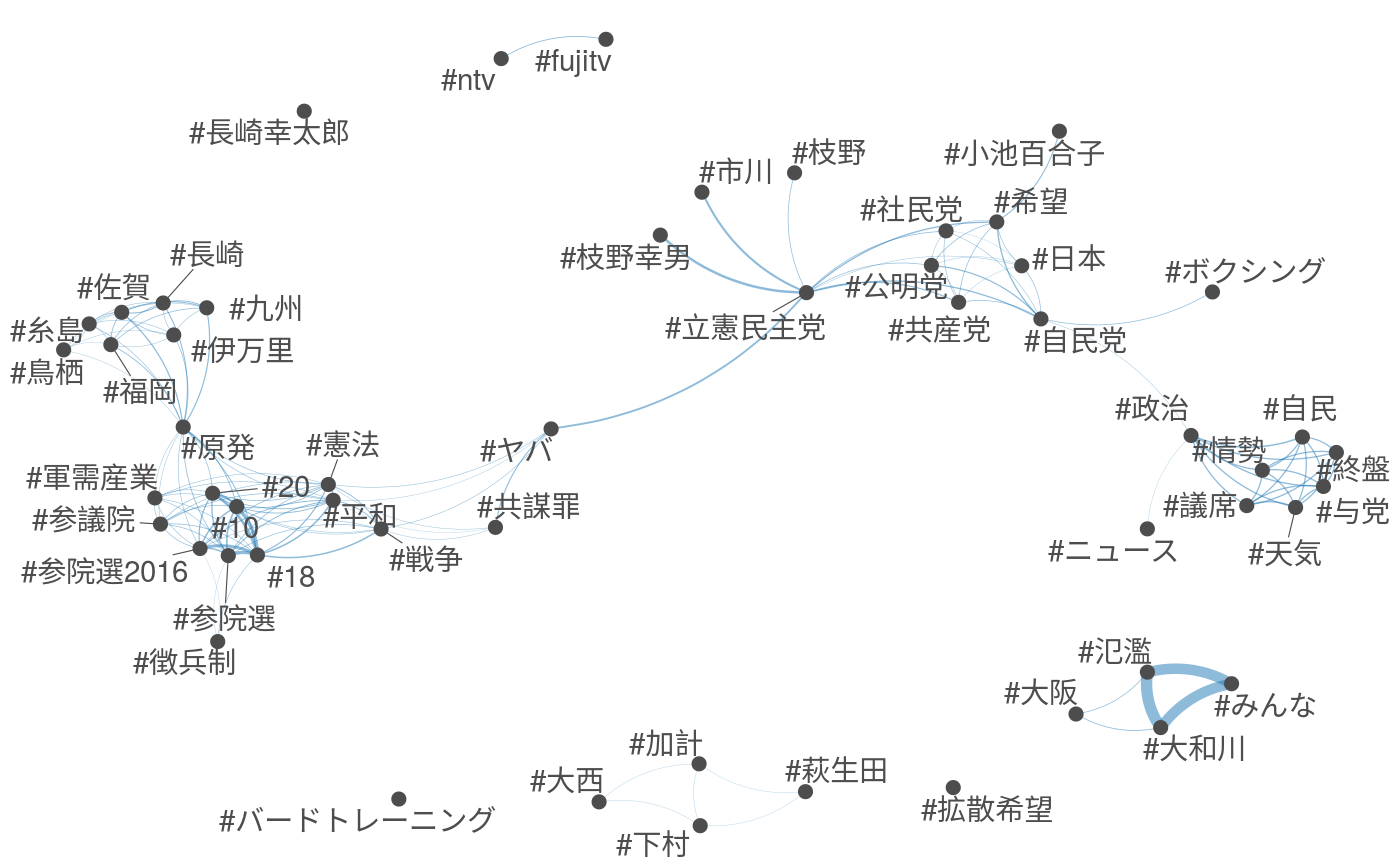 #fujitv
#ntv
#長崎幸太郎
#枝野
#小池百合子
#市川
#社民党
#希望
#枝野幸男
#日本
#ボクシング
#公明党
#立憲民主党
#共産党
#自民党
#長崎
#佐賀
#九州
#糸島
#伊万里
#鳥栖
#福岡
#政治
#自民
#原発
#憲法
#ヤバ
#情勢
#終盤
#軍需産業
#20
#共謀罪
#議席
#与党
#参議院
#10
#平和
#戦争
#ニュース
#天気
#参院選2016
#18
#参院選
#徴兵制
#氾濫
#大阪
#みんな
#大和川
#加計
#大西
#萩生田
#バードトレーニング
#下村
#拡散希望